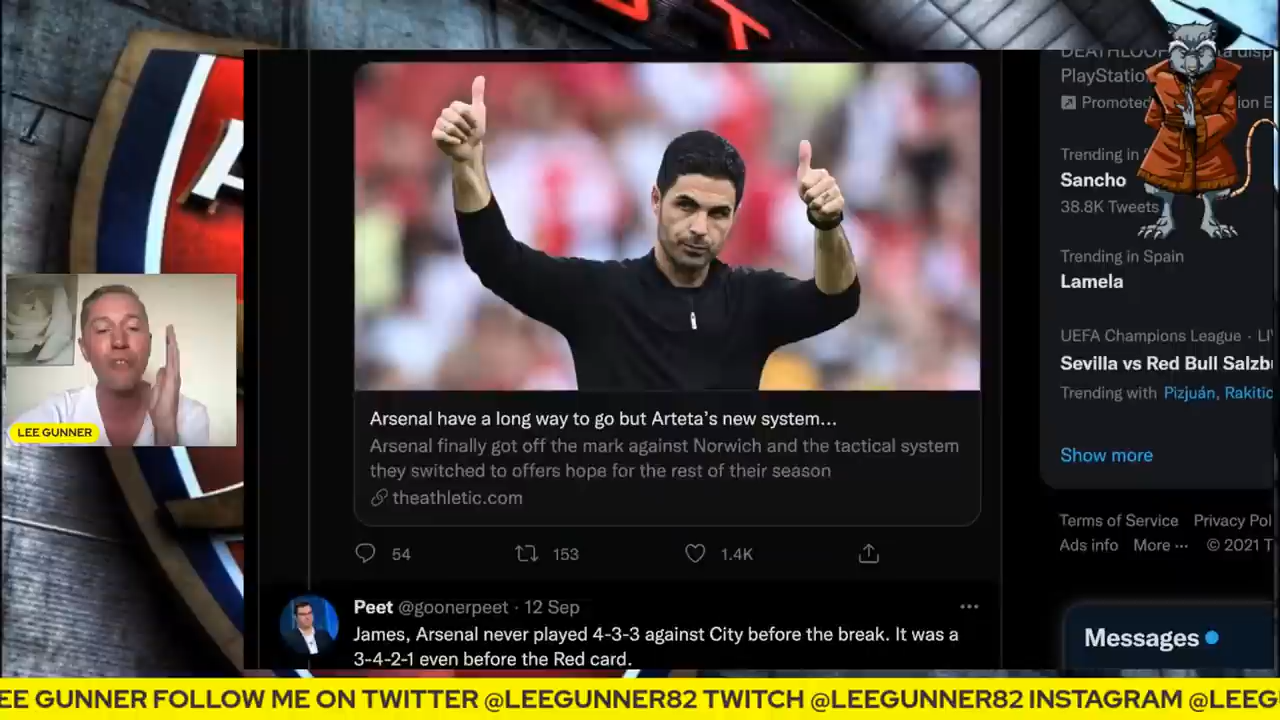 DEATHLOOP
PlayStatio
Promoted
Trending in
Sancho
38.8K Tweets
Trending in Spain
Lamela
UEFA Champions League · LI
Sevilla vs Red Bull Salzb
Trending with Pizjuán, Rakitic
Show more
Terms of Service Privacy Pol
Ads info More ··· © 2021 T
Messages
Arsenal have a long way to go but Arteta's new system...
Arsenal finally got off the mark against Norwich and the tactical system
they switched to offers hope for the rest of their season
theathletic.com
54 153 1.4K
Peet @goonerpeet · 12 Sep
James, Arsenal never played 4-3-3 against City before the break. It was a
3-4-2-1 even before the Red card.
LEE GUNNER
EE GUNNER FOLLOW ME ON TWITTER @LEEGUNNER82 TWITCH @LEEGUNNER82 INSTAGRAM @LEEG